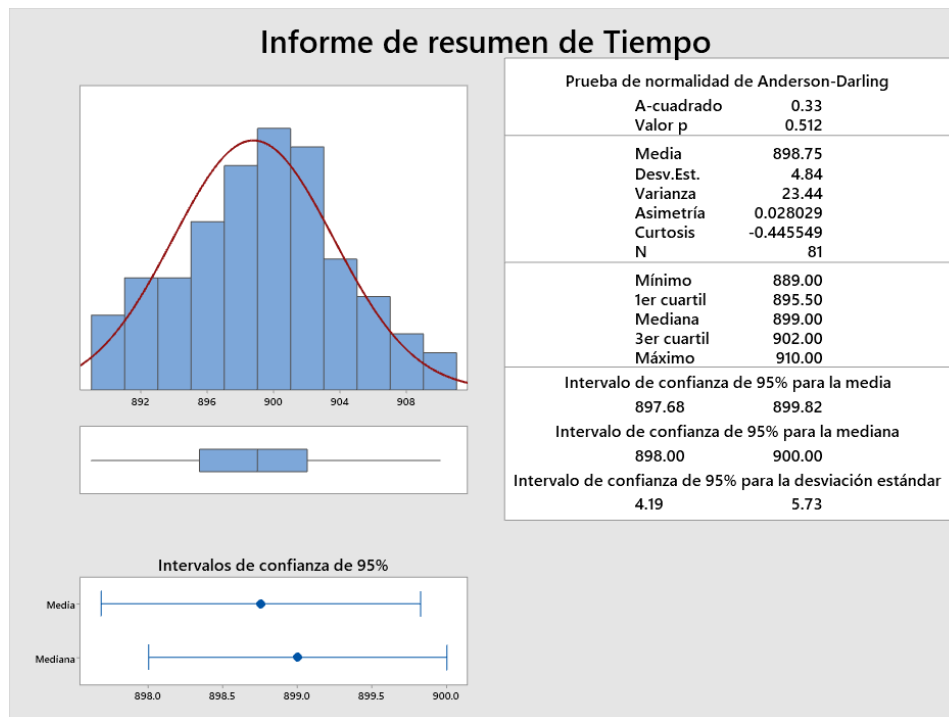 Informe de resumen de Tiempo
Prueba de normalidad de Anderson-Darling
A-cuadrado 0.33
Valor p 0.512
Media 898.75
Desv.Est. 4.84
Varianza 23.44
Asimetría 0.028029
Curtosis -0.445549
N 81
Mínimo 889.00
1er cuartil 895.50
Mediana 899.00
3er cuartil 902.00
Máximo 910.00
Intervalo de confianza de 95% para la media
897.68 899.82
Intervalo de confianza de 95% para la mediana
898.00 900.00
Intervalo de confianza de 95% para la desviación estándar
4.19 5.73
892 896 900 904 908
Intervalos de confianza de 95%
Media
Mediana
898.0 898.5 899.0 899.5 900.0